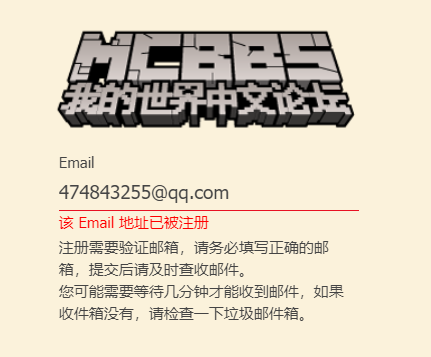 MCBBS
我的世界中文论坛
Email
474843255@qq.com
该 Email 地址已被注册
注册需要验证邮箱，请务必填写正确的邮
箱，提交后请及时查收邮件。
您可能需要等待几分钟才能收到邮件，如果
收件箱没有，请检查一下垃圾邮件箱。